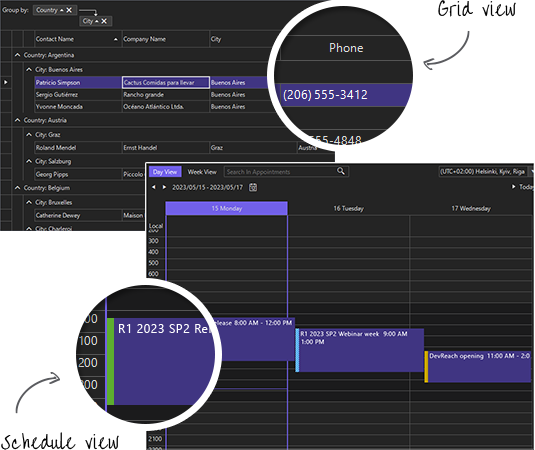 Grid view
Group by: Country
City
Contact Name Company Name City
Phone
Country: Argentina
City: Buenos Aires
Patricio Simpson Cactus Comidas para llevar Buenos Aires
(206) 555-3412
Sergio Gutiérrez Rancho grande Buenos Aires
Yvonne Moncada Océano Atlántico Ltda. Buenos Aires
555-4848
Country: Austria
City: Graz
Roland Mendel Ernst Handel Graz Austria
City: Salzburg
Georg Pipps Piccolo
Country: Belgium
City: Bruxelles
Catherine Dewey Maison
City: Charleroi
Day View Week View Search In Appointments (UTC+02:00) Helsinki, Kyiv, Riga
2023/05/15 - 2023/05/17 Today
15 Monday 16 Tuesday 17 Wednesday
Local
200
300
400
500
600
R1 2023 SP2 Rel
elease 8:00 AM - 12:00 PM
R1 2023 SP2 Webinar week 9:00 AM
1:00 PM
DevReach opening 11:00 AM - 2:0
00
100
200
300
Schedule view